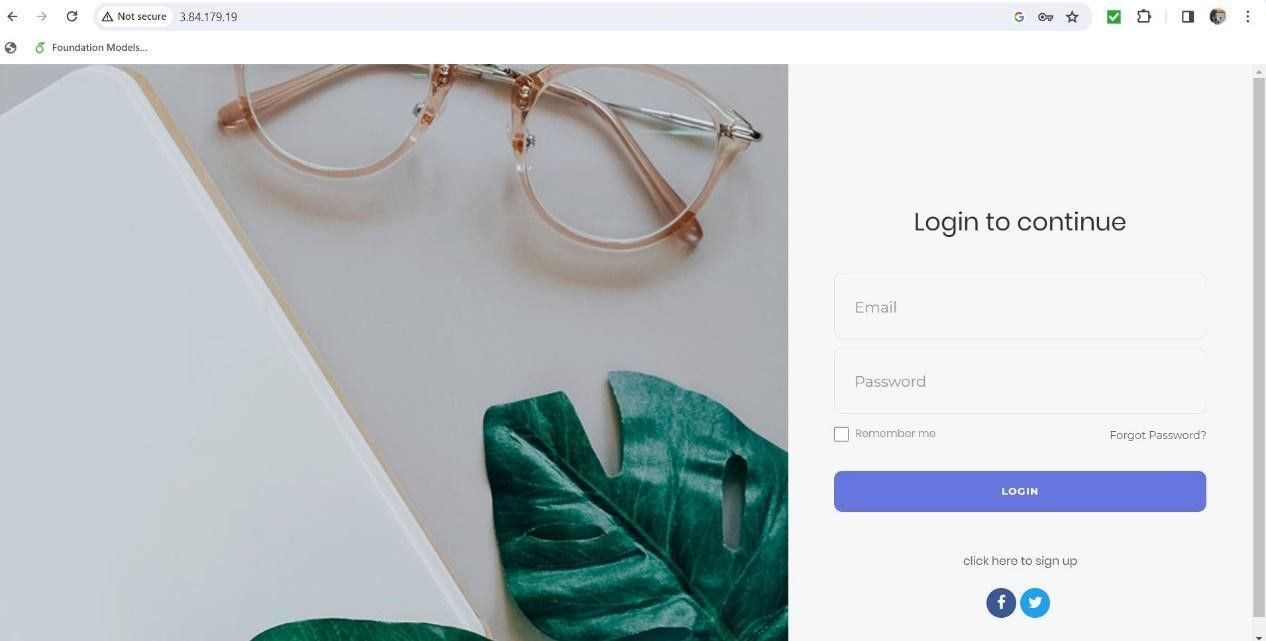 Not secure 3.84.179.19
Foundation Models...
Login to continue
Email
Password
Remember me Forgot Password?
LOGIN
click here to sign up